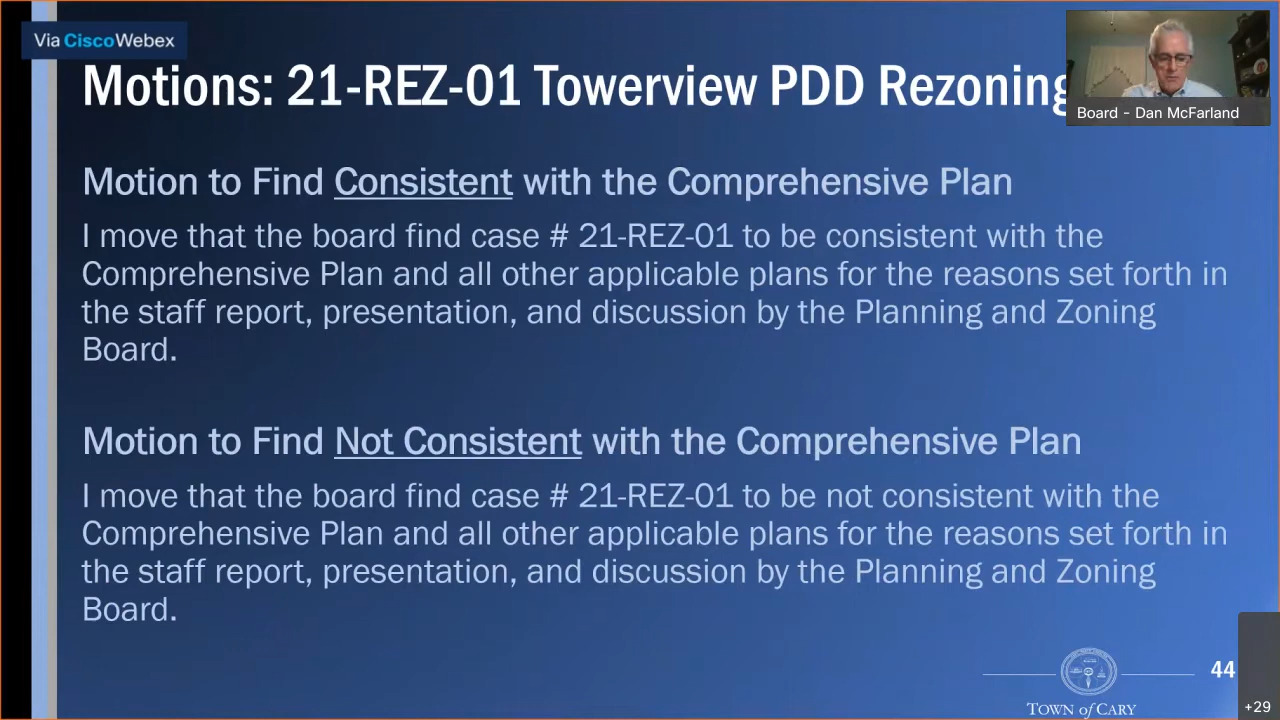 Via CiscoWebex
Motions: 21-REZ-01 Towerview PDD Rezoning
Board - Dan McFarland
Motion to Find Consistent with the Comprehensive Plan
I move that the board find case # 21-REZ-01 to be consistent with the
Comprehensive Plan and all other applicable plans for the reasons set forth in
the staff report, presentation, and discussion by the Planning and Zoning
Board.
Motion to Find Not Consistent with the Comprehensive Plan
I move that the board find case # 21-REZ-01 to be not consistent with the
Comprehensive Plan and all other applicable plans for the reasons set forth in
the staff report, presentation, and discussion by the Planning and Zoning
Board.
44
TOWN of CARY
+29